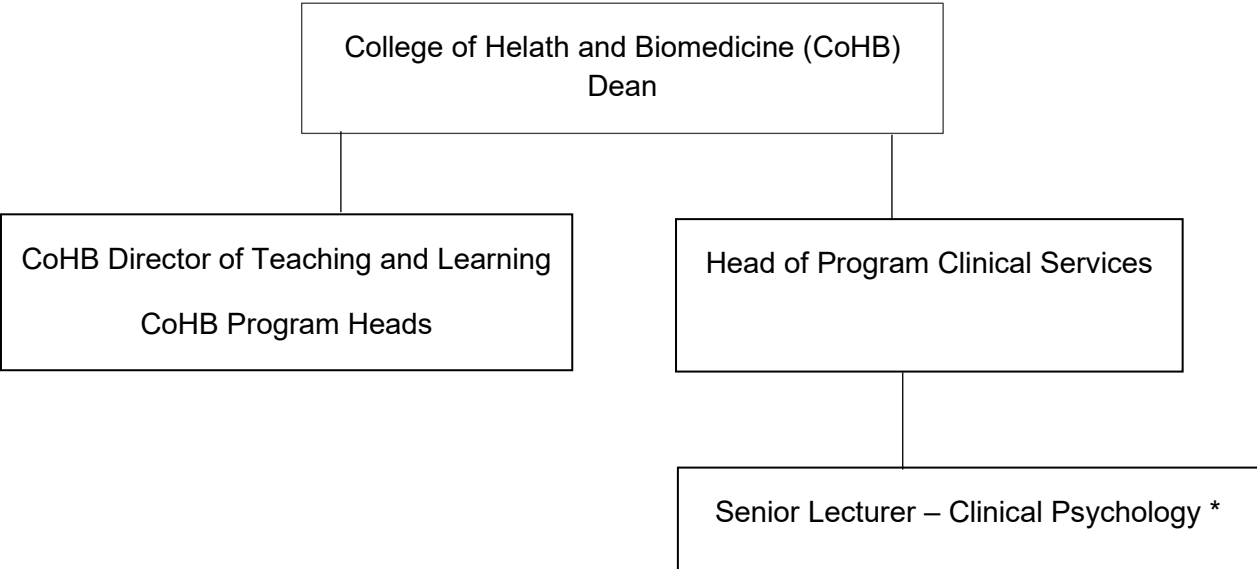 College of Helath and Biomedicine (CoHB)
Dean
CoHB Director of Teaching and Learning
CoHB Program Heads
Head of Program Clinical Services
Senior Lecturer – Clinical Psychology *